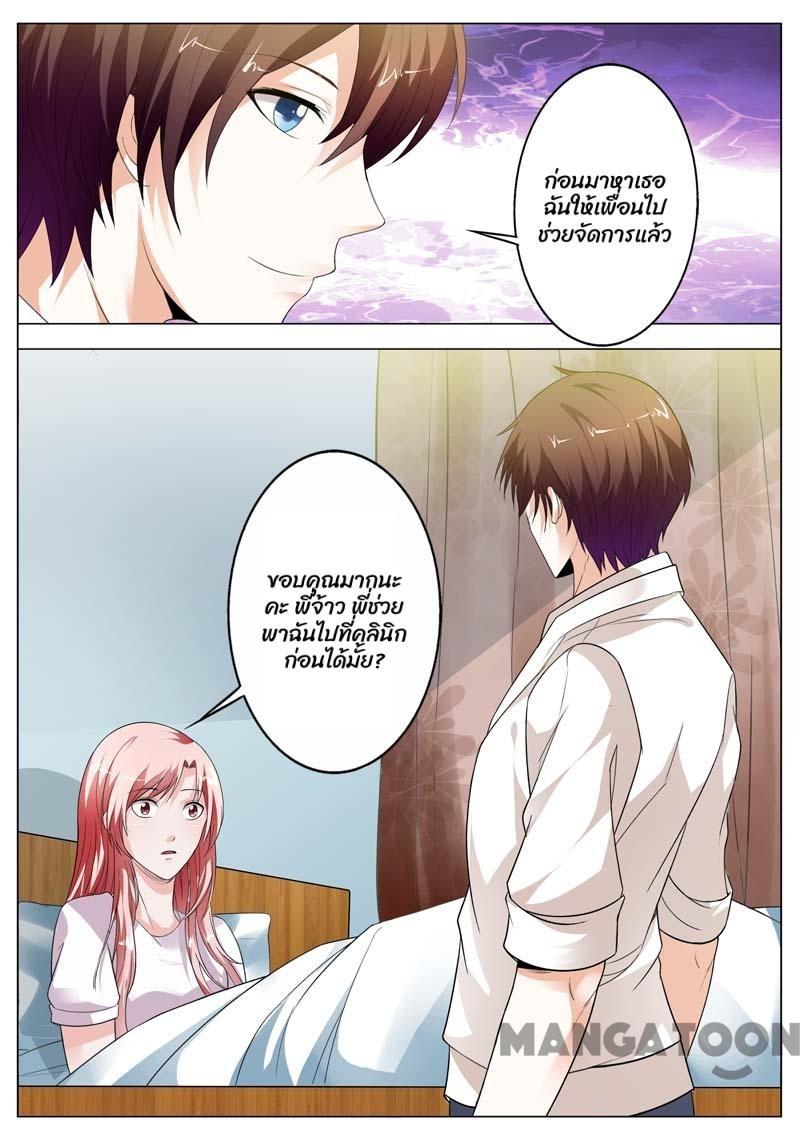 ก่อนมาหาเธอ
ฉันให้เพื่อนไป
ช่วยจัดการแล้ว
ขอบคุณมากนะ
คะ พี่จ้าว พี่ช่วย
พาฉันไปที่คลินิก
ก่อนได้มั้ย?
MANGATOON